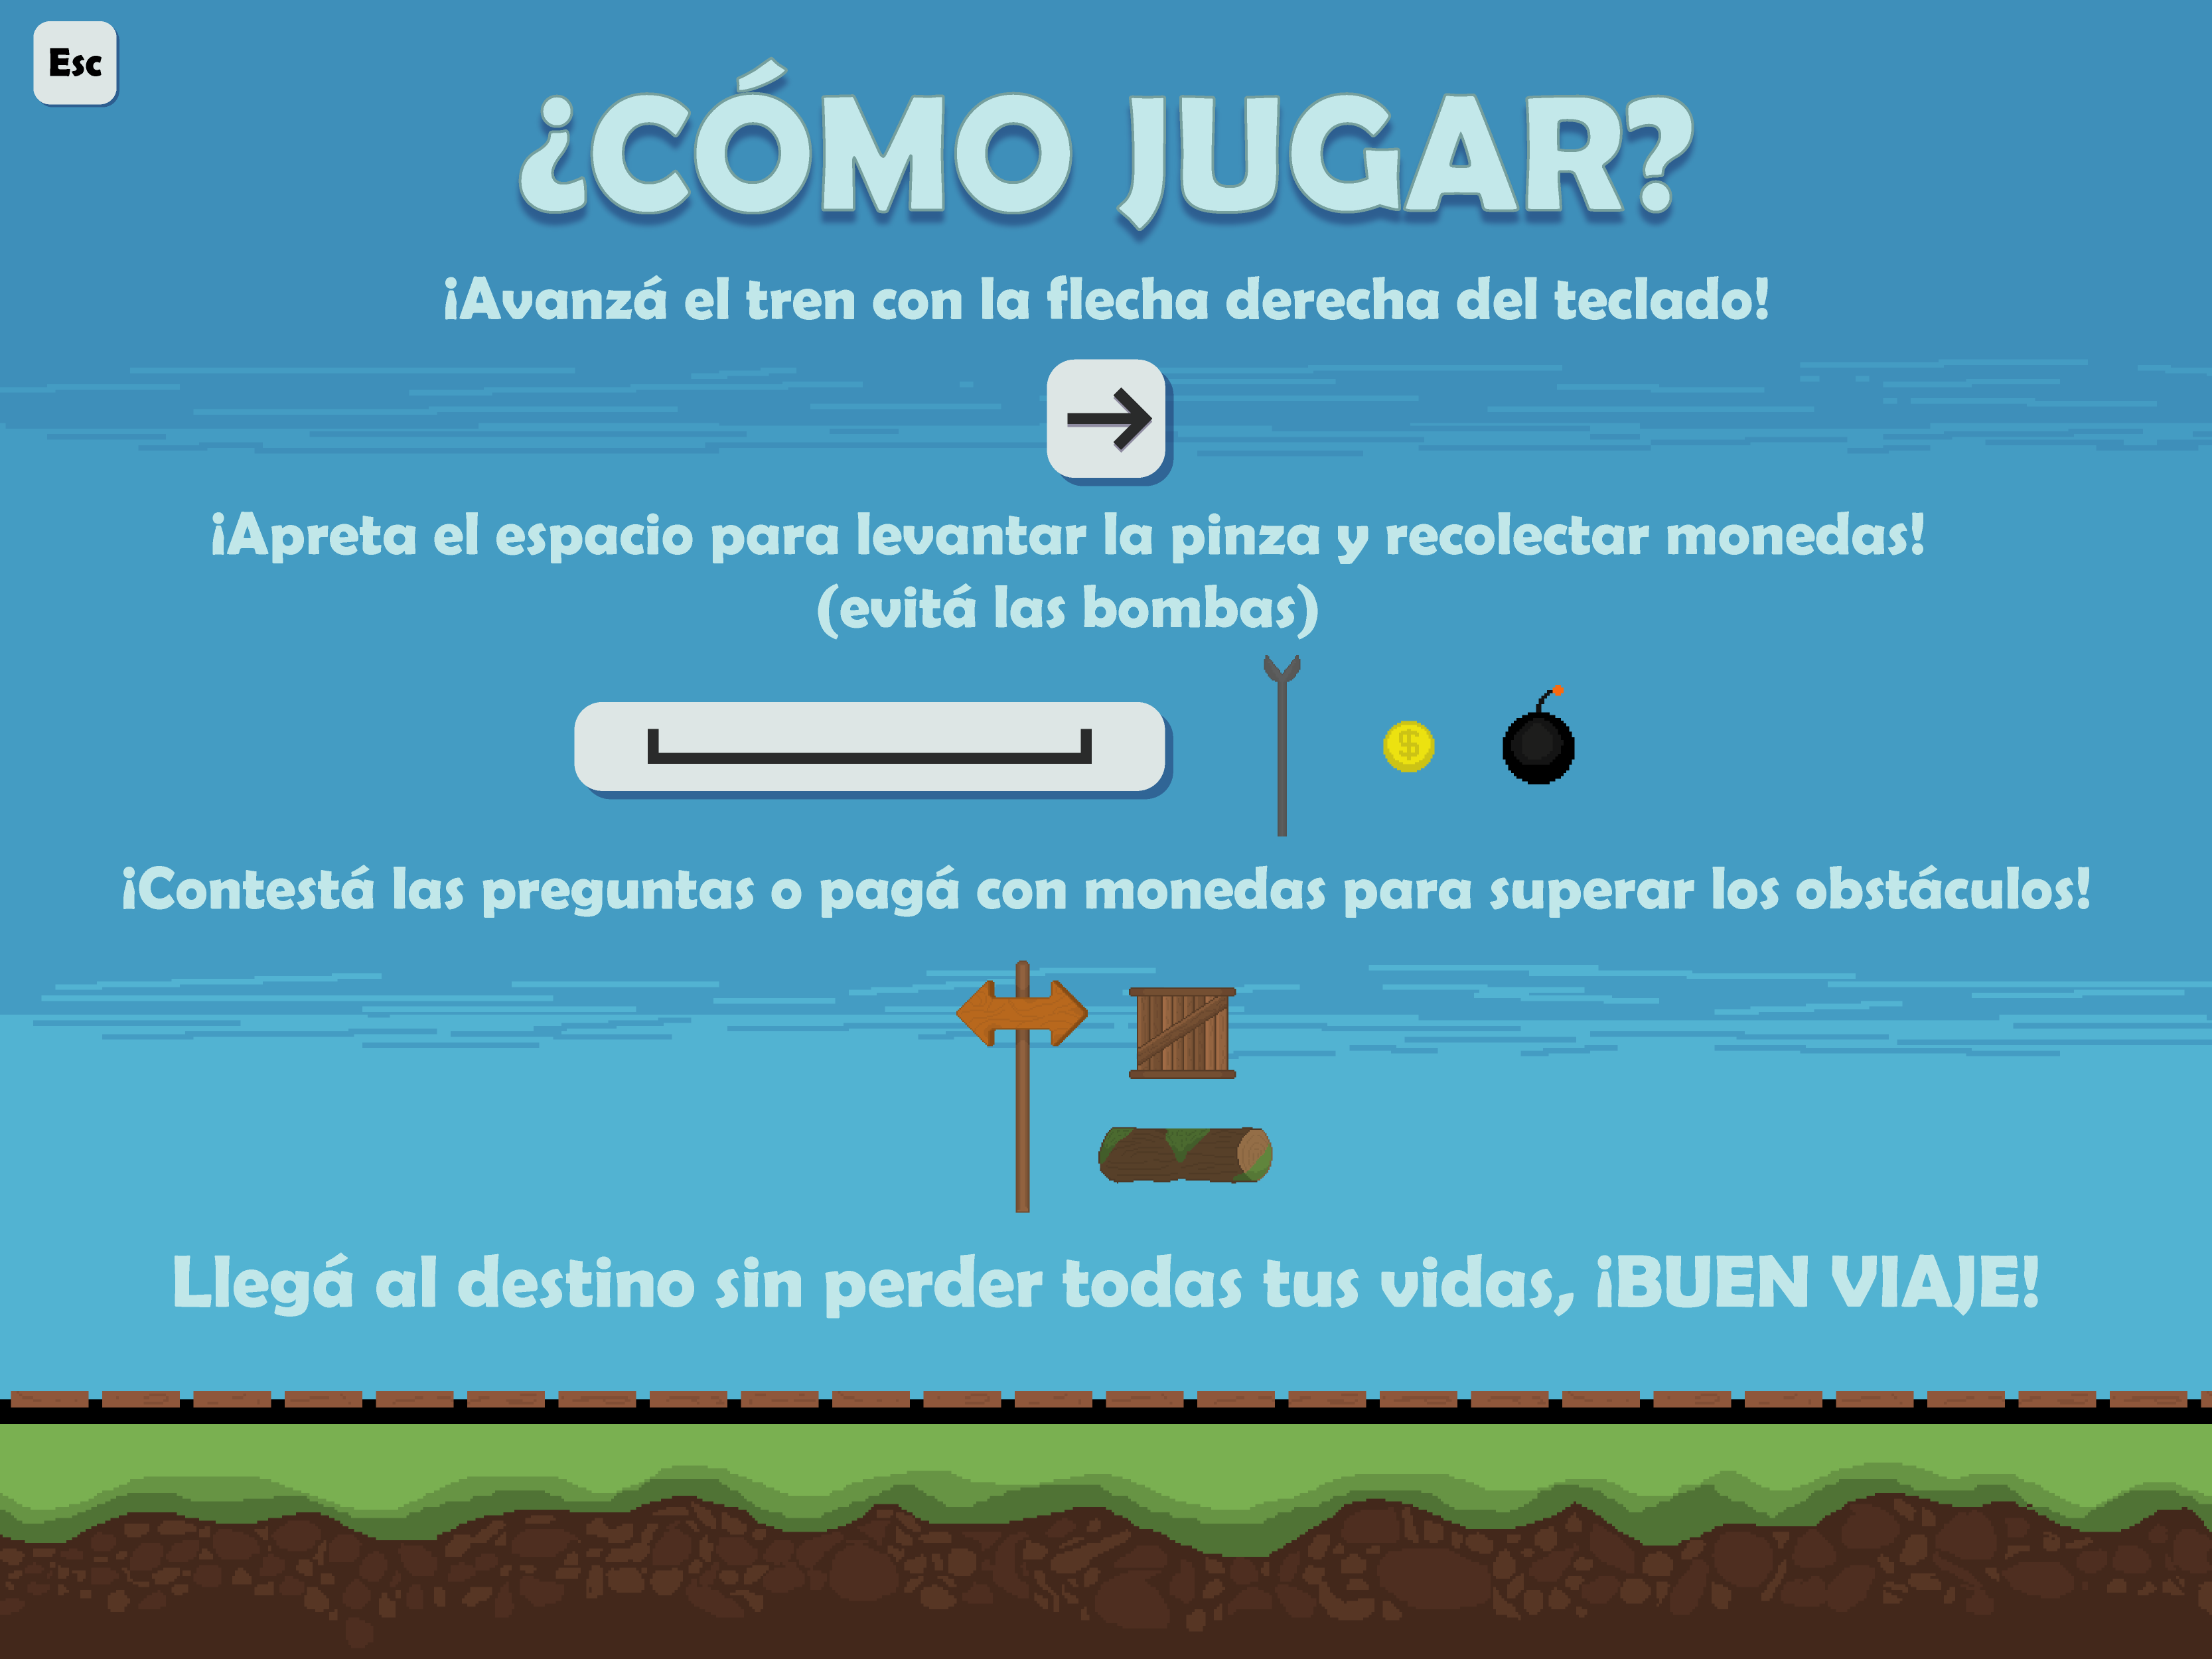 Esc
¿CÓMO JUGAR?
¡Avanzá el tren con la flecha derecha del teclado!
¡Apreta el espacio para levantar la pinza y recolectar monedas!
(evitá las bombas)
$
¡Contestá las preguntas o pagá con monedas para superar los obstáculos!
Llegá al destino sin perder todas tus vidas, ¡BUEN VIAJE!